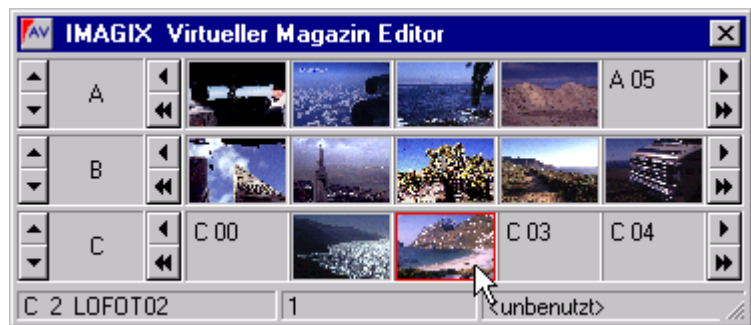 AV IMAGIX Virtueller Magazin Editor
A A 05
B
C C 00 C 03 C 04
C 2 LOFOT02 1 <unbenutzt>